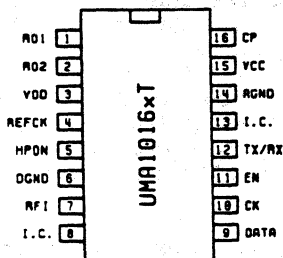 RO1 1 16 CP
RO2 2 15 VCC
VDD 3 14 AGND
REFCK 4 13 I.C.
HPDN 5 12 TX/RX
DGND 6 11 EN
RFI 7 10 CK
I.C. 8 9 DATA
UMA1016xT